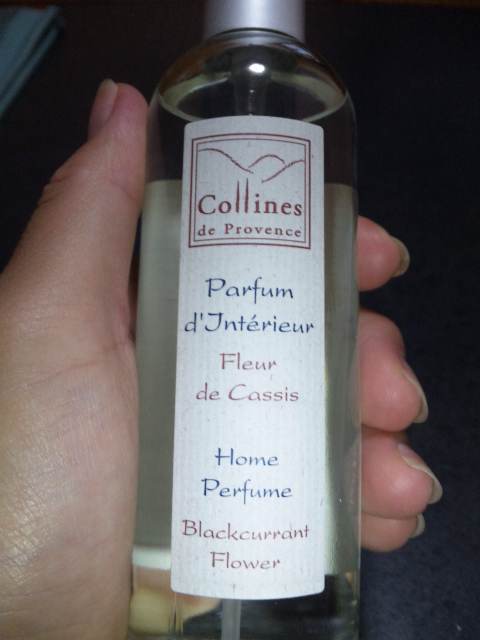 Collines
de Provence
Parfum
d'Intérieur
Fleur
de Cassis
Home
Perfume
Blackcurrant
Flower